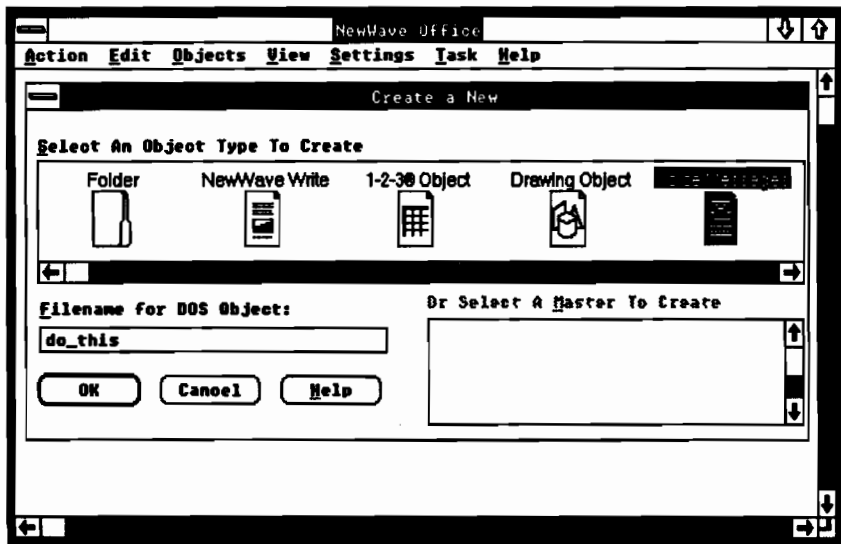 NewWave Office
Action Edit Objects View Settings Task Help
Create a New
Select An Object Type To Create
Folder NewWave Write 1-2-3® Object Drawing Object
Filename for DOS Object:
do_this
Or Select A Master To Create
OK Cancel Help